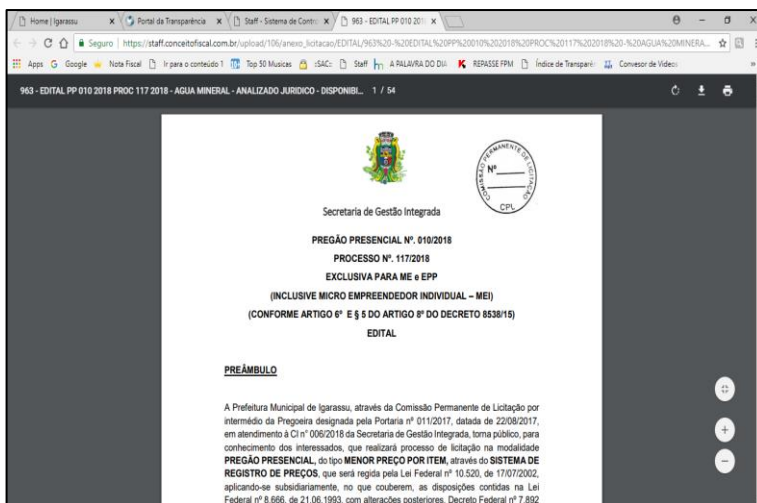 Home | Igarassu
Portal da Transparência
Staff - Sistema de Contro
963 - EDITAL PP 010 201
Seguro | https://staff.conceitofiscal.com.br/upload/106/anexo_licitacao/EDITAL/963%20-%20EDITAL%20PP%20010%202018%20PROC%20117%202018%20-%20AGUA%20MINERA...
Apps Google Nota Fiscal Ir para o conteúdo 1 Top 50 Musicas :SAC: Staff A PALAVRA DO DIA REPASSE FPM Índice de Transparê Convesor de Videos
963 - EDITAL PP 010 2018 PROC 117 2018 - AGUA MINERAL - ANALIZADO JURIDICO - DISPONIBI... 1 / 54
COMISSÃO PERMANENTE DE LICITAÇÃO
Nº
CPL
Secretaria de Gestão Integrada
PREGÃO PRESENCIAL Nº. 010/2018
PROCESSO Nº. 117/2018
EXCLUSIVA PARA ME e EPP
(INCLUSIVE MICRO EMPREENDEDOR INDIVIDUAL – MEI)
(CONFORME ARTIGO 6º E § 5 DO ARTIGO 8º DO DECRETO 8538/15)
EDITAL
PREÂMBULO
A Prefeitura Municipal de Igarassu, através da Comissão Permanente de Licitação por
intermédio da Pregoeira designada pela Portaria nº 011/2017, datada de 22/08/2017,
em atendimento à CI n° 006/2018 da Secretaria de Gestão Integrada, torna público, para
conhecimento dos interessados, que realizará processo de licitação na modalidade
PREGÃO PRESENCIAL, do tipo MENOR PREÇO POR ITEM, através do SISTEMA DE
REGISTRO DE PREÇOS, que será regida pela Lei Federal nº 10.520, de 17/07/2002,
aplicando-se subsidiariamente, no que couberem, as disposições contidas na Lei
Federal nº 8.666, de 21.06.1993, com alterações posteriores, Decreto Federal nº 7.892